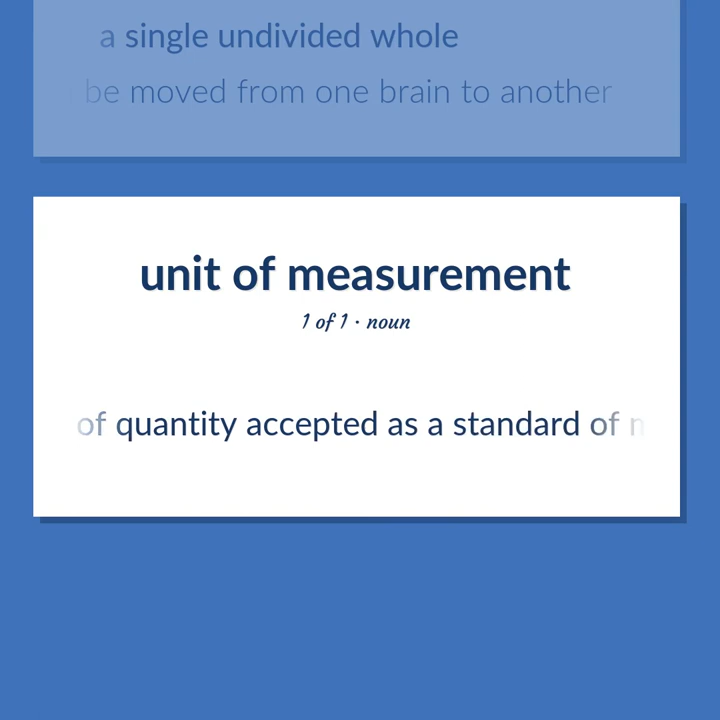 a single undivided whole
be moved from one brain to another
unit of measurement
1 of 1 · noun
of quantity accepted as a standard of